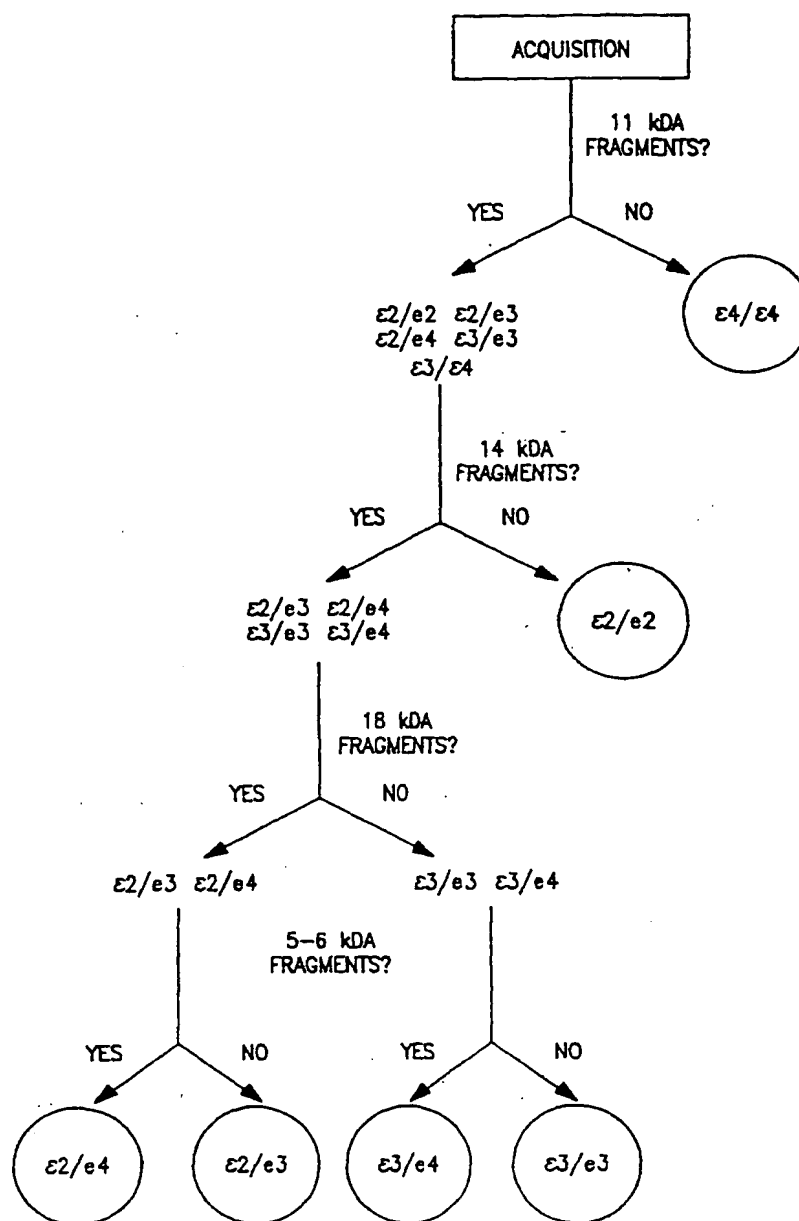 ACQUISITION
11 kDA
FRAGMENTS?
YES NO
ε2/e2 ε2/e3
ε2/e4 ε3/e3
ε3/ε4
ε4/ε4
14 kDA
FRAGMENTS?
YES NO
ε2/e3 ε2/e4
ε3/e3 ε3/e4
ε2/e2
18 kDA
FRAGMENTS?
YES NO
ε2/e3 ε2/e4
ε3/e3 ε3/e4
5-6 kDA
FRAGMENTS?
YES NO
YES NO
ε2/e4
ε2/e3
ε3/e4
ε3/e3